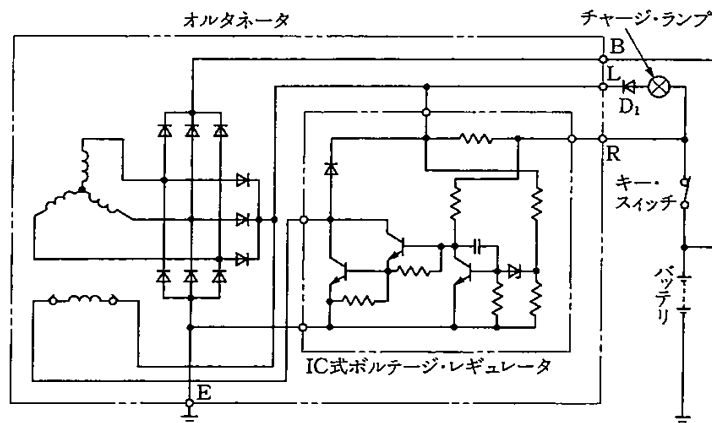 オルタネータ
チャージ・ランプ
B
L
D₁
R
キー・
スイッチ
バッテリ
IC式ボルテージ・レギュレータ
E